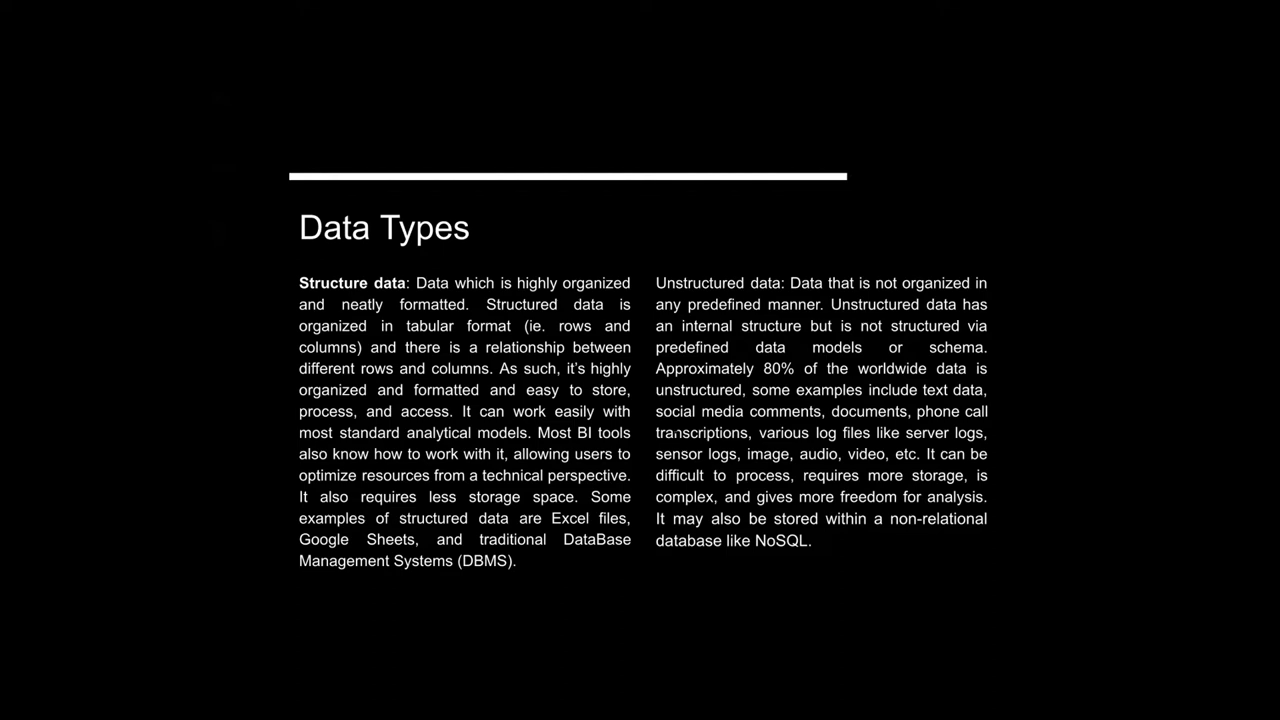 Data Types
Structure data: Data which is highly organized
and neatly formatted. Structured data is
organized in tabular format (ie. rows and
columns) and there is a relationship between
different rows and columns. As such, it's highly
organized and formatted and easy to store,
process, and access. It can work easily with
most standard analytical models. Most BI tools
also know how to work with it, allowing users to
optimize resources from a technical perspective.
It also requires less storage space. Some
examples of structured data are Excel files,
Google Sheets, and traditional DataBase
Management Systems (DBMS).
Unstructured data: Data that is not organized in
any predefined manner. Unstructured data has
an internal structure but is not structured via
predefined data models or schema.
Approximately 80% of the worldwide data is
unstructured, some examples include text data,
social media comments, documents, phone call
transcriptions, various log files like server logs,
sensor logs, image, audio, video, etc. It can be
difficult to process, requires more storage, is
complex, and gives more freedom for analysis.
It may also be stored within a non-relational
database like NoSQL.